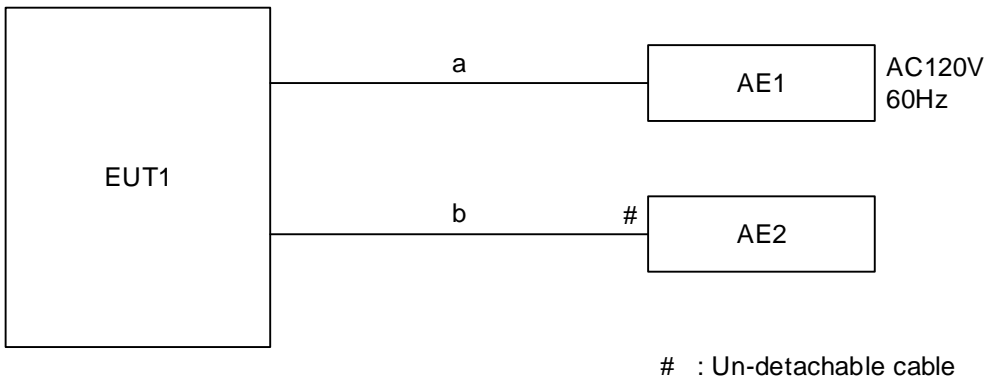 a
AE1
AC120V
60Hz
EUT1
b
#
AE2
# : Un-detachable cable